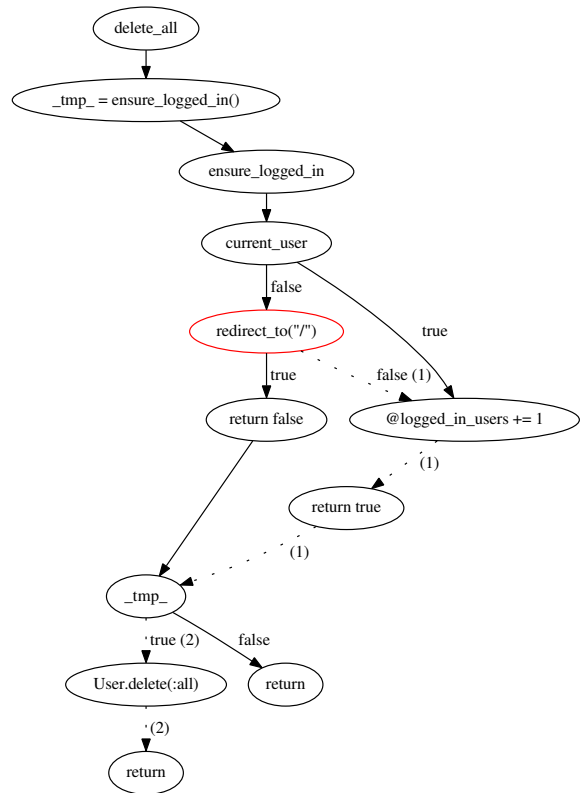 delete_all
_tmp_ = ensure_logged_in()
ensure_logged_in
current_user
false
redirect_to("/")
true
true
false (1)
return false
@logged_in_users += 1
(1)
return true
(1)
_tmp_
true (2)
false
User.delete(:all)
return
(2)
return